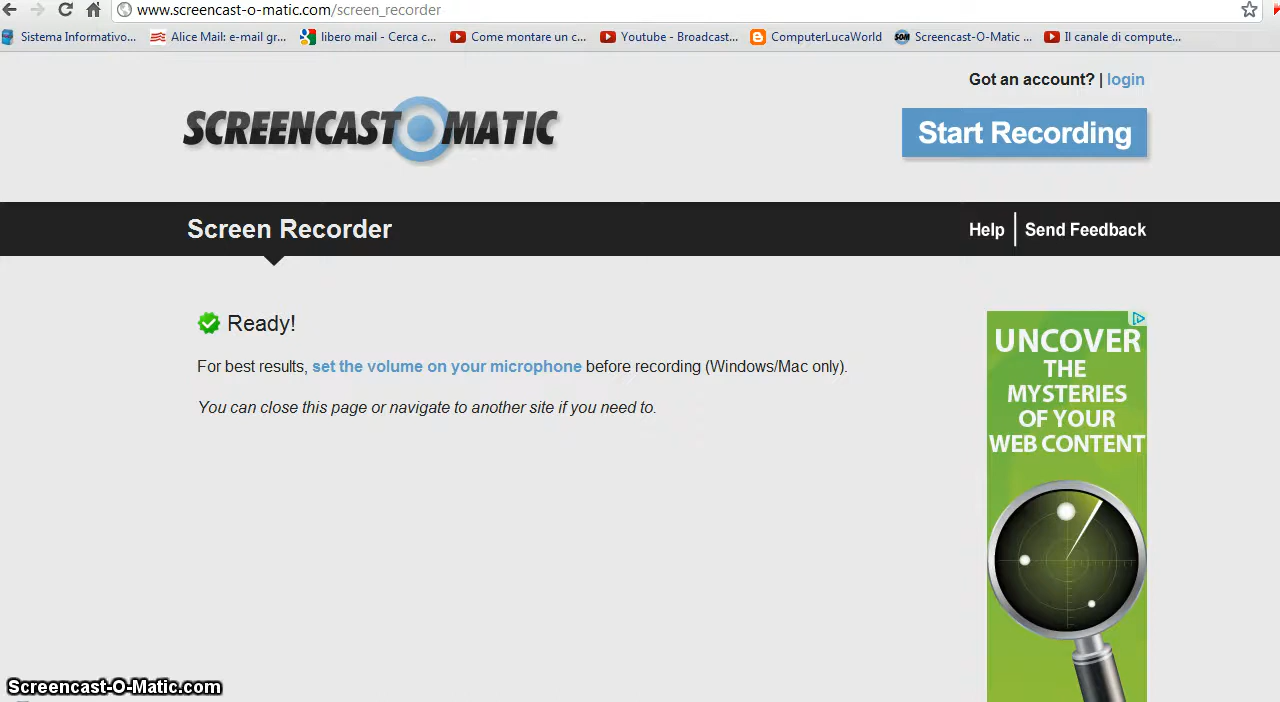 www.screencast-o-matic.com/screen_recorder
Sistema Informativo...
Alice Mail: e-mail gr...
libero mail - Cerca c...
Come montare un c...
Youtube - Broadcast...
ComputerLucaWorld
SOM
Screencast-O-Matic ...
Il canale di compute...
Got an account? | login
SCREENCAST O MATIC
Start Recording
Screen Recorder
Help
Send Feedback
Ready!
For best results, set the volume on your microphone before recording (Windows/Mac only).
You can close this page or navigate to another site if you need to.
UNCOVER
THE
MYSTERIES
OF YOUR
WEB CONTENT
Screencast-O-Matic.com